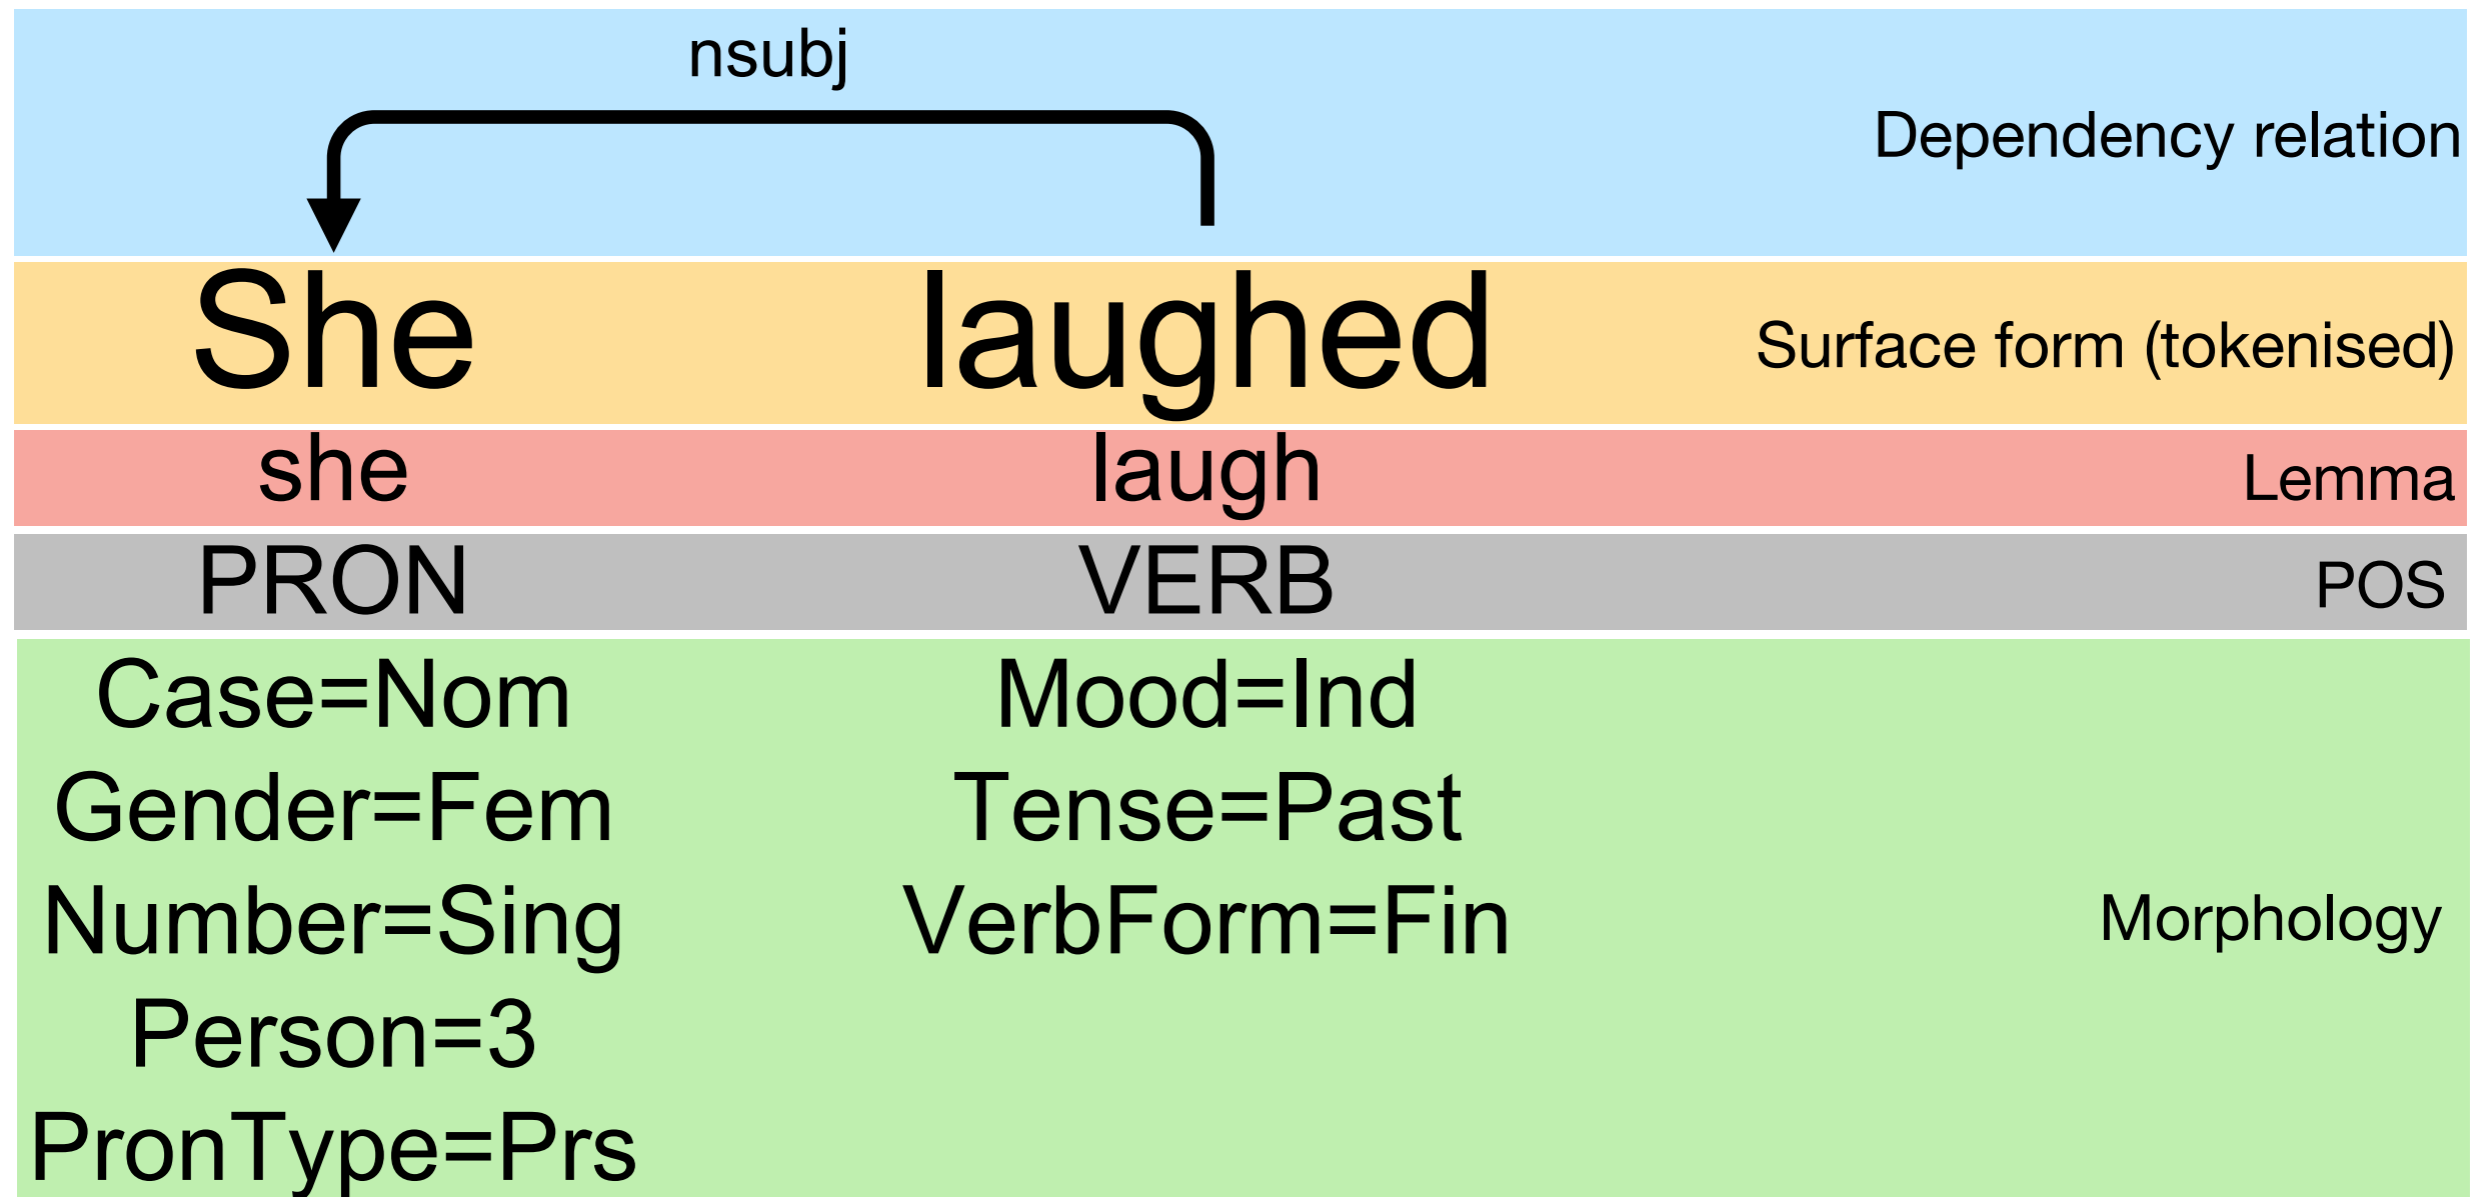 nsubj
Dependency relation
She laughed Surface form (tokenised)
she laugh Lemma
PRON VERB POS
Case=Nom Mood=Ind
Gender=Fem Tense=Past
Number=Sing VerbForm=Fin Morphology
Person=3
PronType=Prs